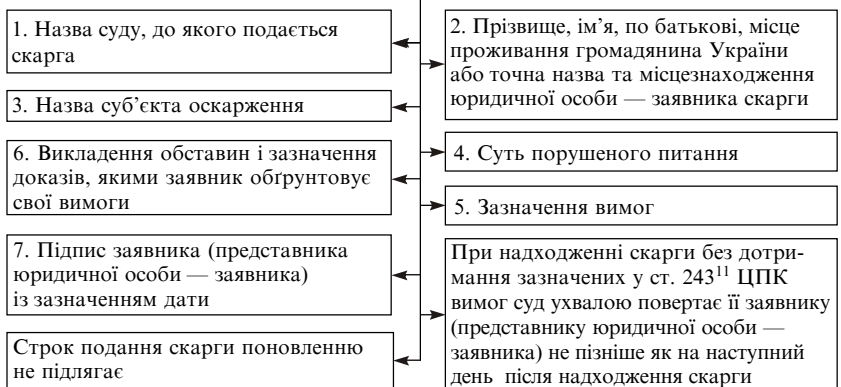 1. Назва суду, до якого подається
скарга
2. Прізвище, ім’я, по батькові, місце
проживання громадянина України
або точна назва та місцезнаходження
юридичної особи — заявника скарги
3. Назва суб’єкта оскарження
4. Суть порушеного питання
5. Зазначення вимог
6. Викладення обставин і зазначення
доказів, якими заявник обґрунтовує
свої вимоги
7. Підпис заявника (представника
юридичної особи — заявника)
із зазначенням дати
При надходженні скарги без дотри-
мання зазначених у ст. 243¹¹ ЦПК
вимог суд ухвалою повертає її заявнику
(представнику юридичної особи —
заявника) не пізніше як на наступний
день після надходження скарги
Строк подання скарги поновленню
не підлягає